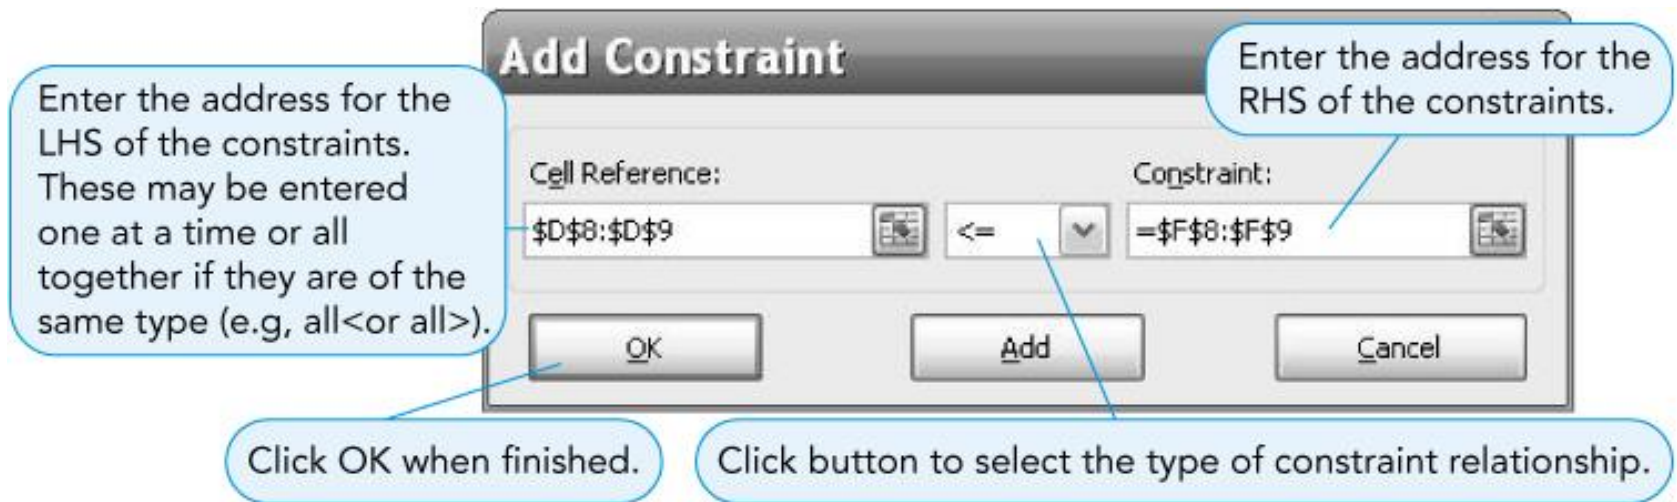 Add Constraint
Enter the address for the
RHS of the constraints.
Enter the address for the
LHS of the constraints.
These may be entered
one at a time or all
together if they are of the
same type (e.g, all<or all>).
Cell Reference:
Constraint:
$D$8:$D$9
<=
=$F$8:$F$9
OK
Add
Cancel
Click OK when finished.
Click button to select the type of constraint relationship.